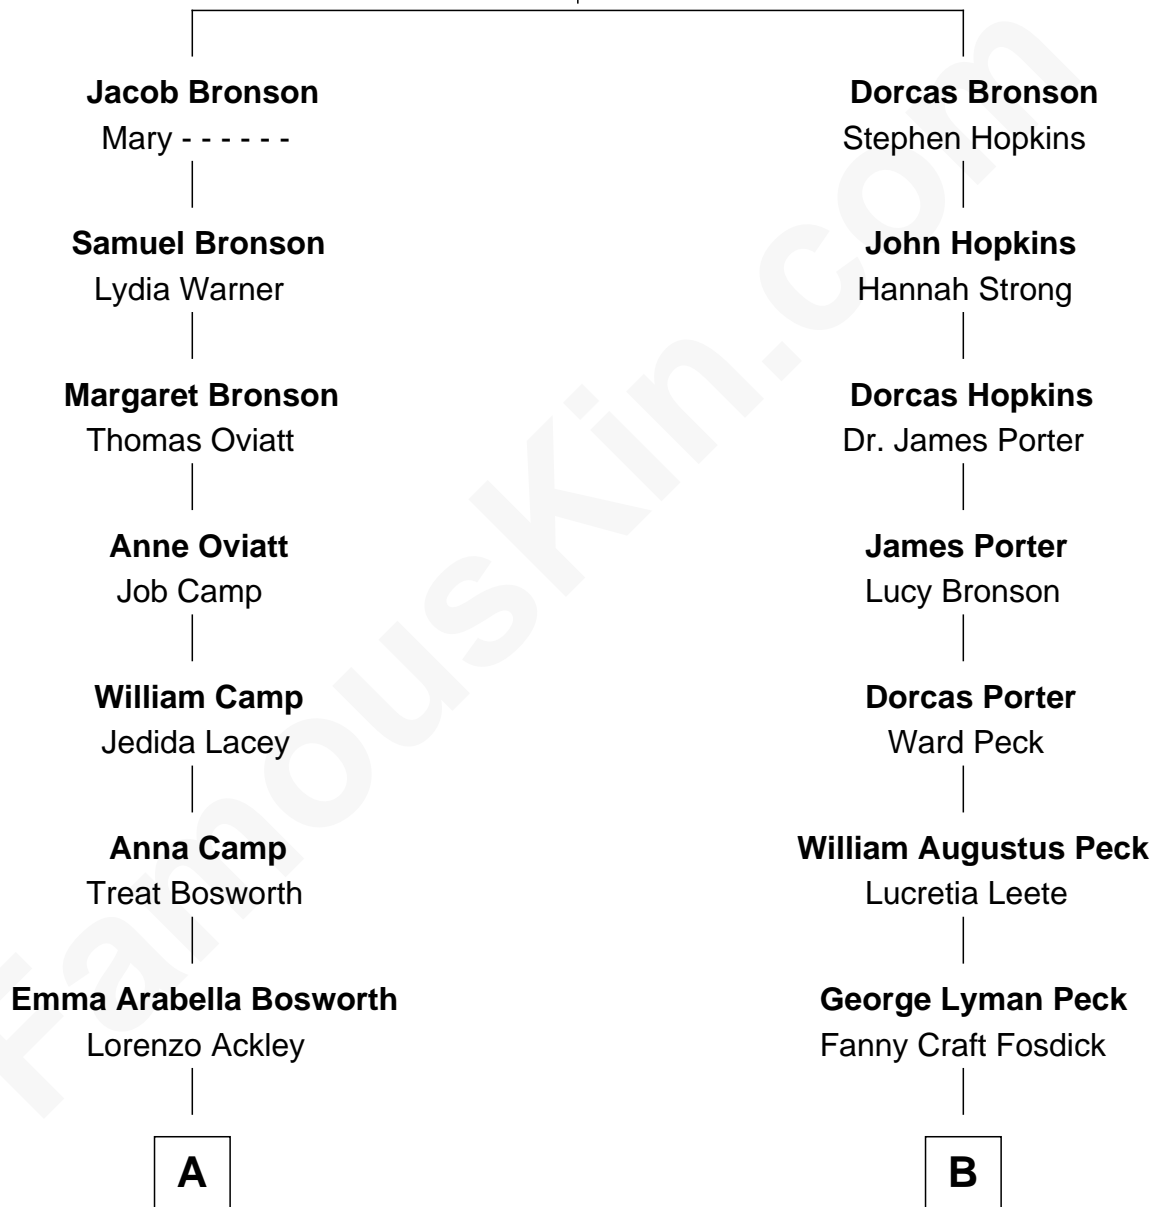 Jacob Bronson
Mary - - - - - -
Dorcas Bronson
Stephen Hopkins
Samuel Bronson
Lydia Warner
John Hopkins
Hannah Strong
Margaret Bronson
Thomas Oviatt
Dorcas Hopkins
Dr. James Porter
Anne Oviatt
Job Camp
James Porter
Lucy Bronson
William Camp
Jedida Lacey
Dorcas Porter
Ward Peck
Anna Camp
Treat Bosworth
William Augustus Peck
Lucretia Leete
Emma Arabella Bosworth
Lorenzo Ackley
George Lyman Peck
Fanny Craft Fosdick
A
B
FamousKin.com